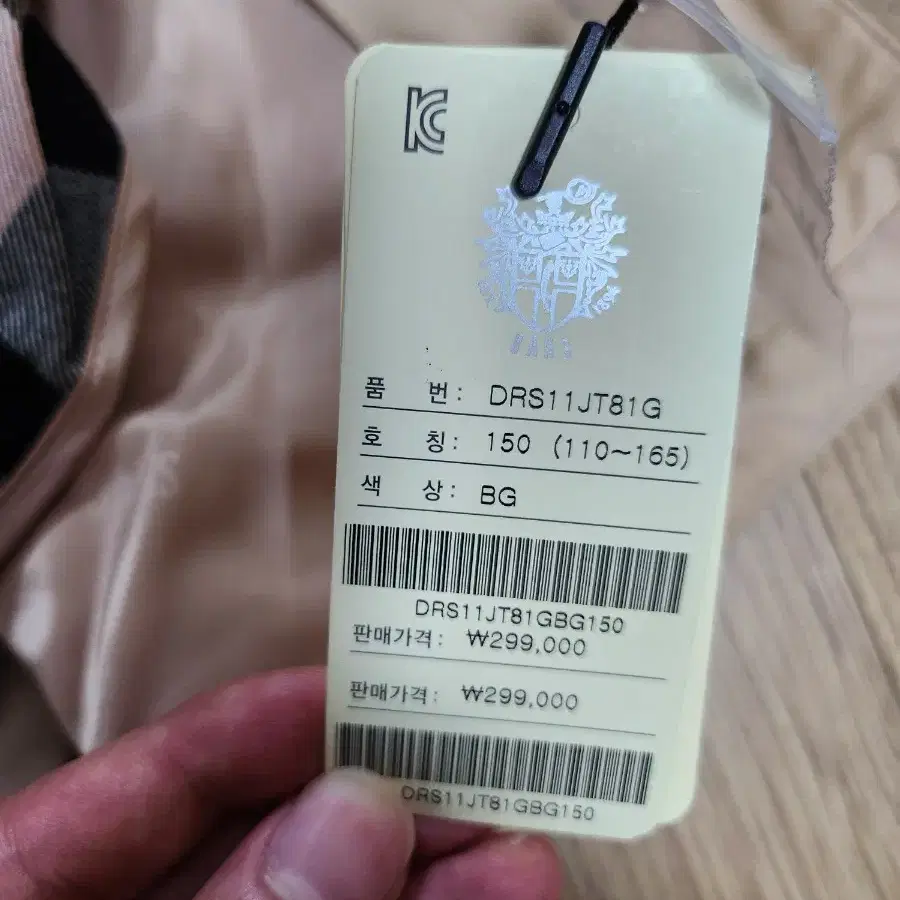 KC
품 번: DRS11JT81G
호 칭: 150 (110~165)
색 상: BG
DRS11JT81GBG150
판매가격: ₩299,000
판매가격: ₩299,000
DRS11JT81GBG150